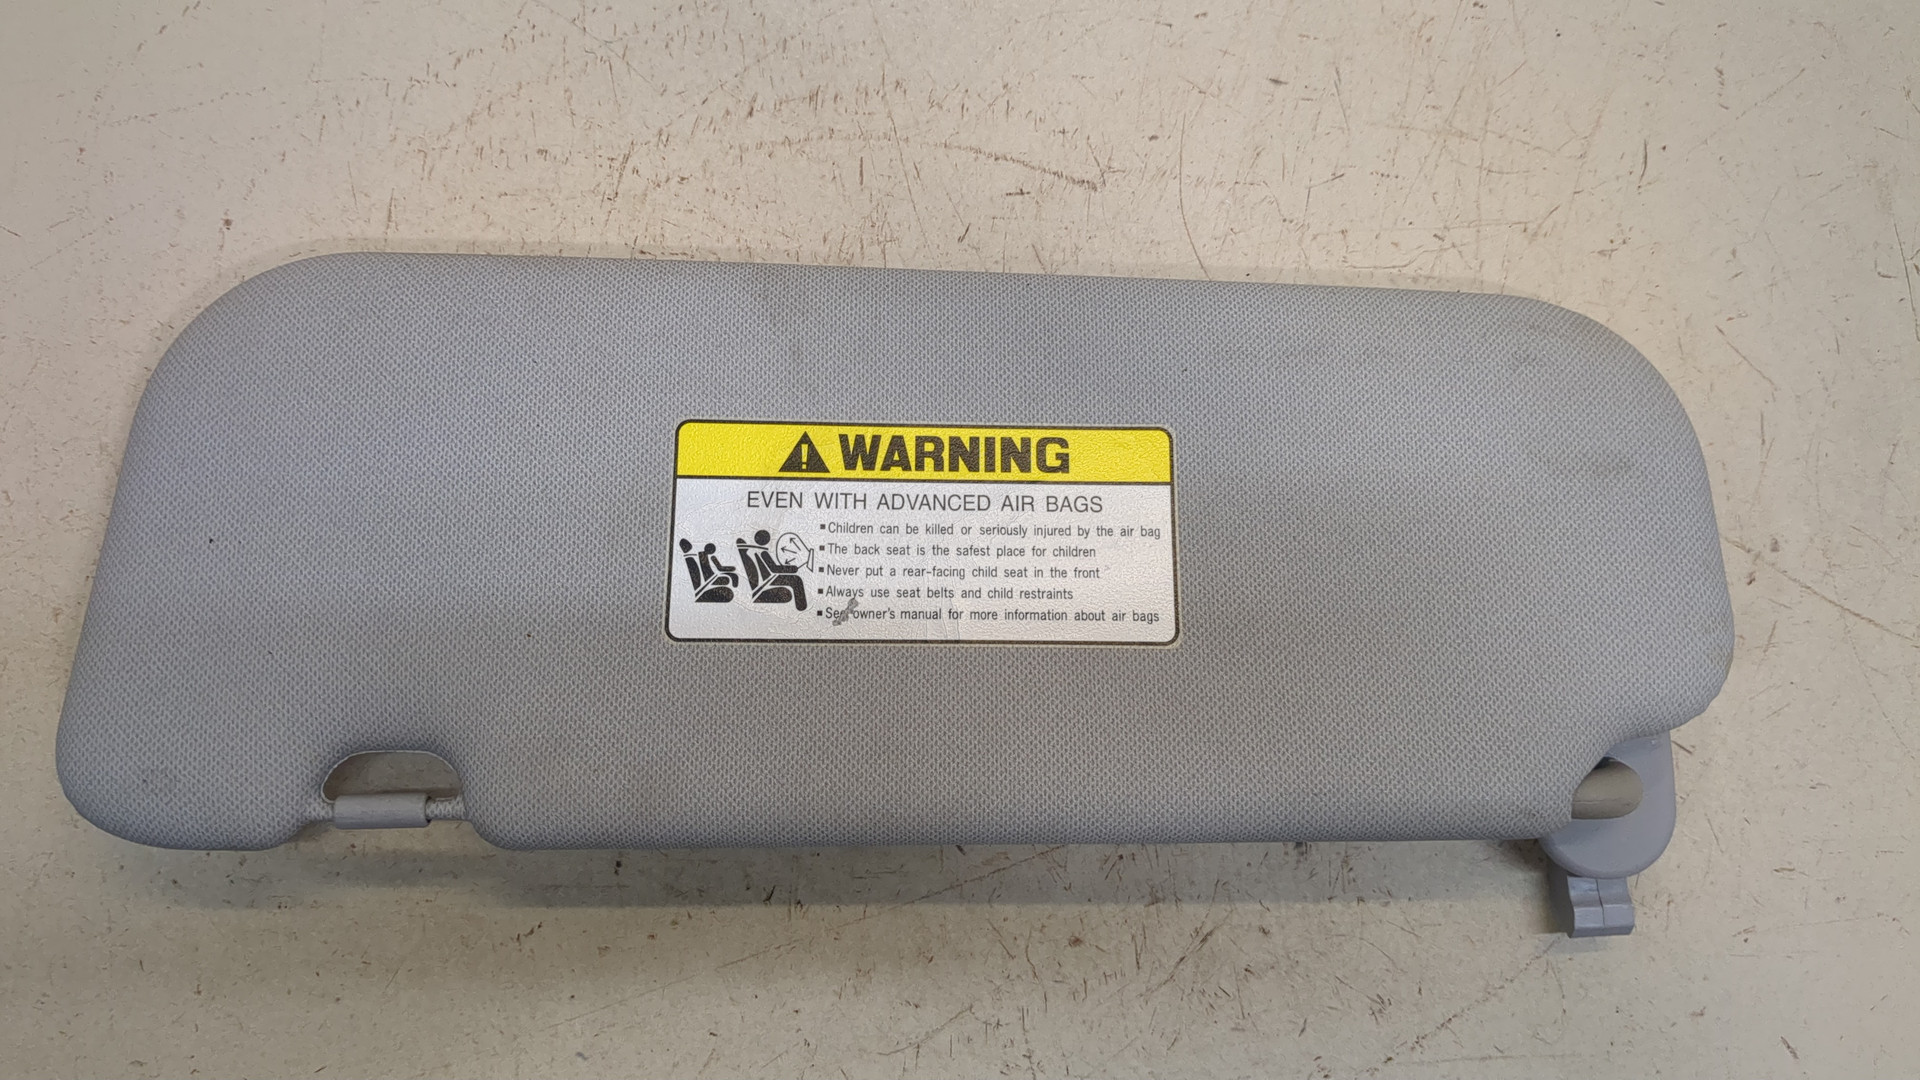 WARNING
EVEN WITH ADVANCED AIR BAGS
▪Children can be killed or seriously injured by the air bag
▪The back seat is the safest place for children
▪Never put a rear-facing child seat in the front
▪Always use seat belts and child restraints
▪See owner's manual for more information about air bags